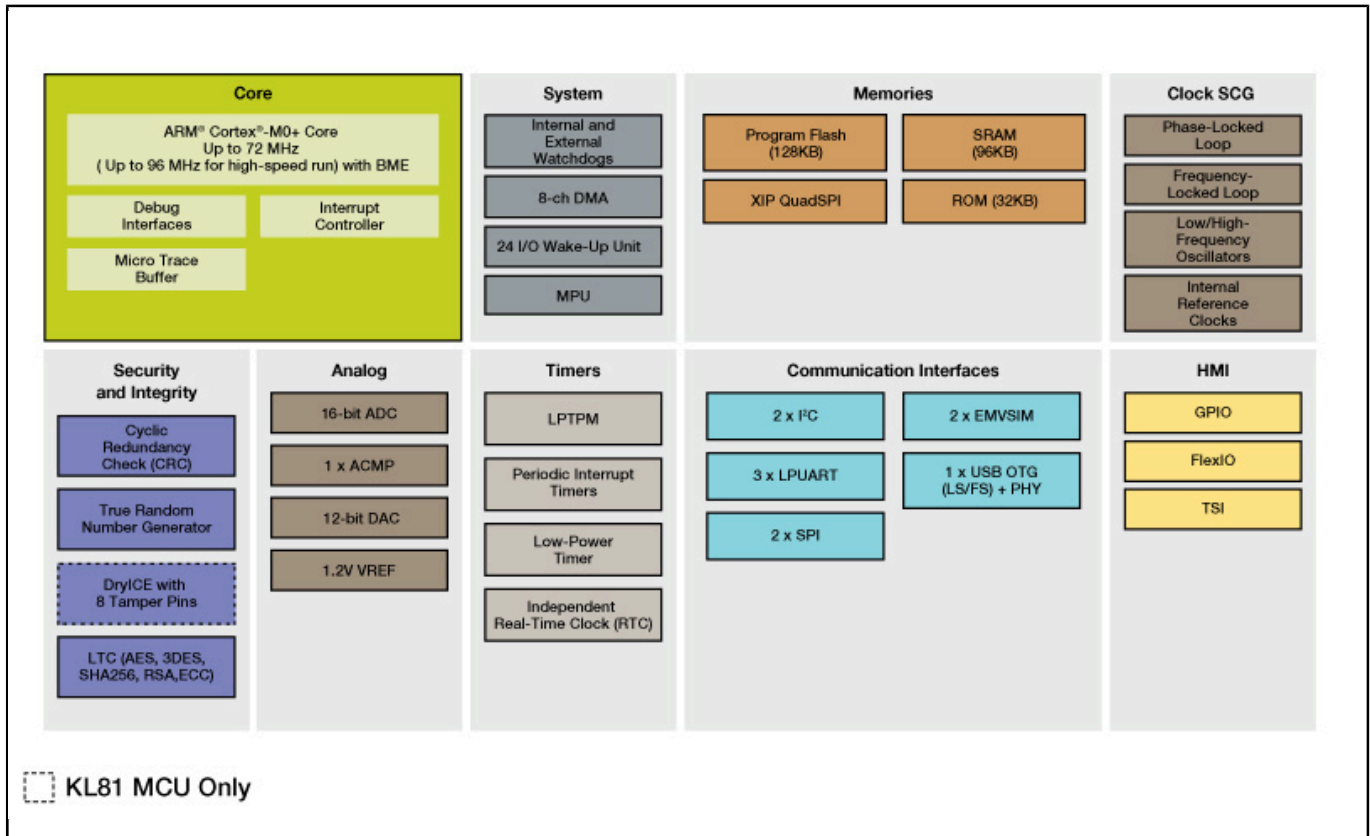 Core
ARM® Cortex®-M0+ Core
Up to 72 MHz
( Up to 96 MHz for high-speed run) with BME
Debug
Interfaces
Interrupt
Controller
Micro Trace
Buffer
System
Internal and
External
Watchdogs
8-ch DMA
24 I/O Wake-Up Unit
MPU
Memories
Program Flash
(128KB)
SRAM
(96KB)
XIP QuadSPI
ROM (32KB)
Clock SCG
Phase-Locked
Loop
Frequency-
Locked Loop
Low/High-
Frequency
Oscillators
Internal
Reference
Clocks
Security
and Integrity
Cyclic
Redundancy
Check (CRC)
True Random
Number Generator
DryICE with
8 Tamper Pins
LTC (AES, 3DES,
SHA256, RSA,ECC)
Analog
16-bit ADC
1 x ACMP
12-bit DAC
1.2V VREF
Timers
LPTPM
Periodic Interrupt
Timers
Low-Power
Timer
Independent
Real-Time Clock (RTC)
Communication Interfaces
2 x I²C
2 x EMVSIM
3 x LPUART
1 x USB OTG
(LS/FS) + PHY
2 x SPI
HMI
GPIO
FlexIO
TSI
KL81 MCU Only